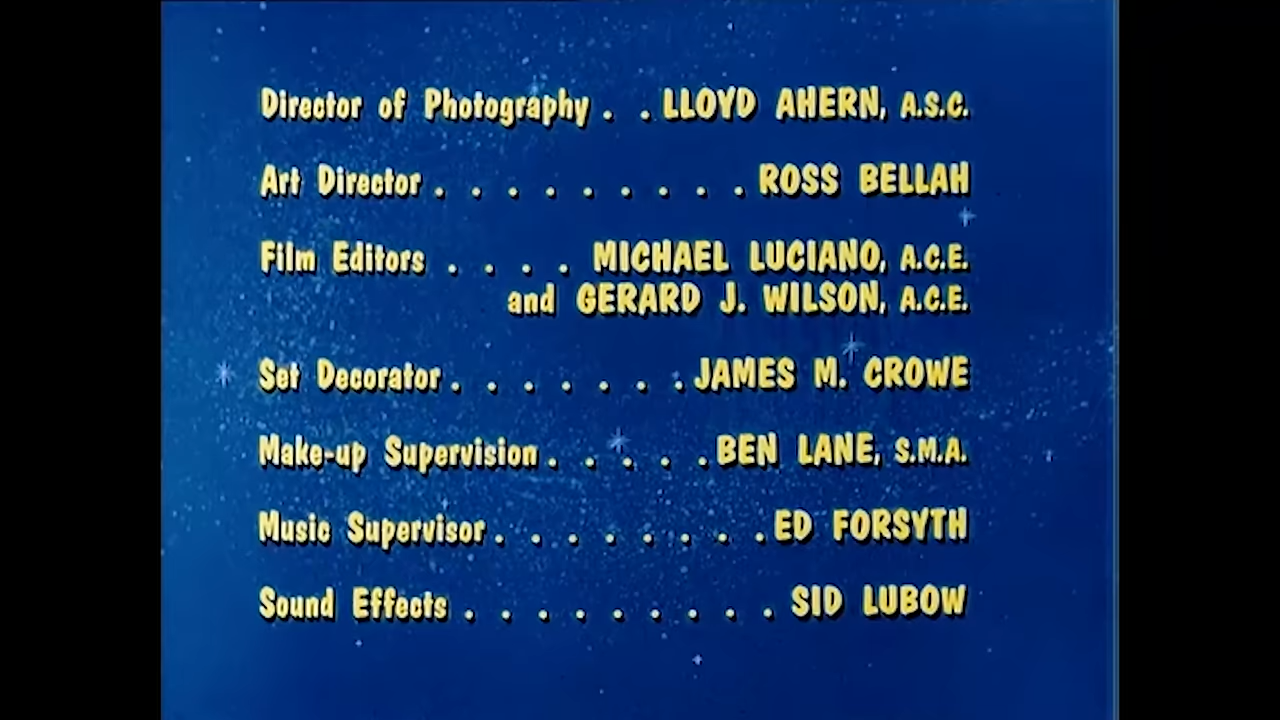 Director of Photography . . LLOYD AHERN, A.S.C.
Art Director . . . . . . . . . ROSS BELLAH
Film Editors . . . . MICHAEL LUCIANO, A.C.E.
and GERARD J. WILSON, A.C.E.
Set Decorator . . . . . . . JAMES M. CROWE
Make-up Supervision . . . . . BEN LANE, S.M.A.
Music Supervisor . . . . . . . . ED FORSYTH
Sound Effects . . . . . . . . . SID LUBOW